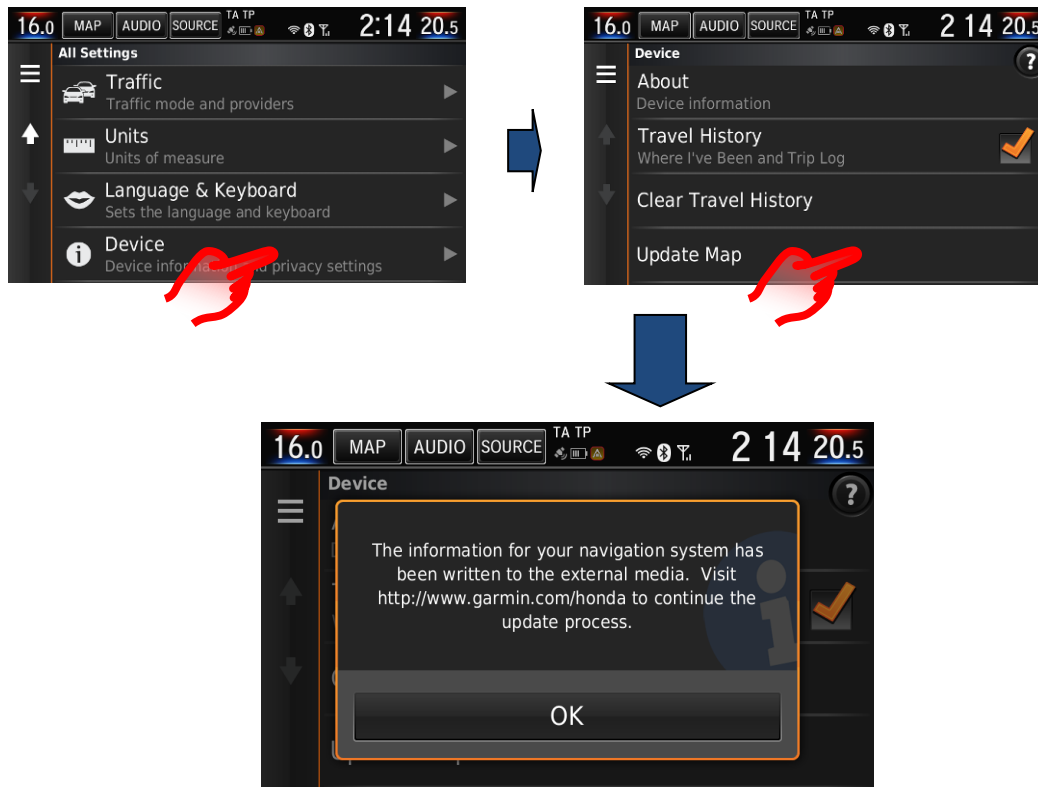 16.0 MAP AUDIO SOURCE TA TP 2:14 20.5
All Settings
Traffic
Traffic mode and providers
Units
Units of measure
Language & Keyboard
Sets the language and keyboard
Device
Device information and privacy settings
16.0 MAP AUDIO SOURCE TA TP 2 14 20.5
Device
?
About
Device information
Travel History
Where I've Been and Trip Log
Clear Travel History
Update Map
16.0 MAP AUDIO SOURCE TA TP 2 14 20.5
Device
?
The information for your navigation system has
been written to the external media. Visit
http://www.garmin.com/honda to continue the
update process.
OK